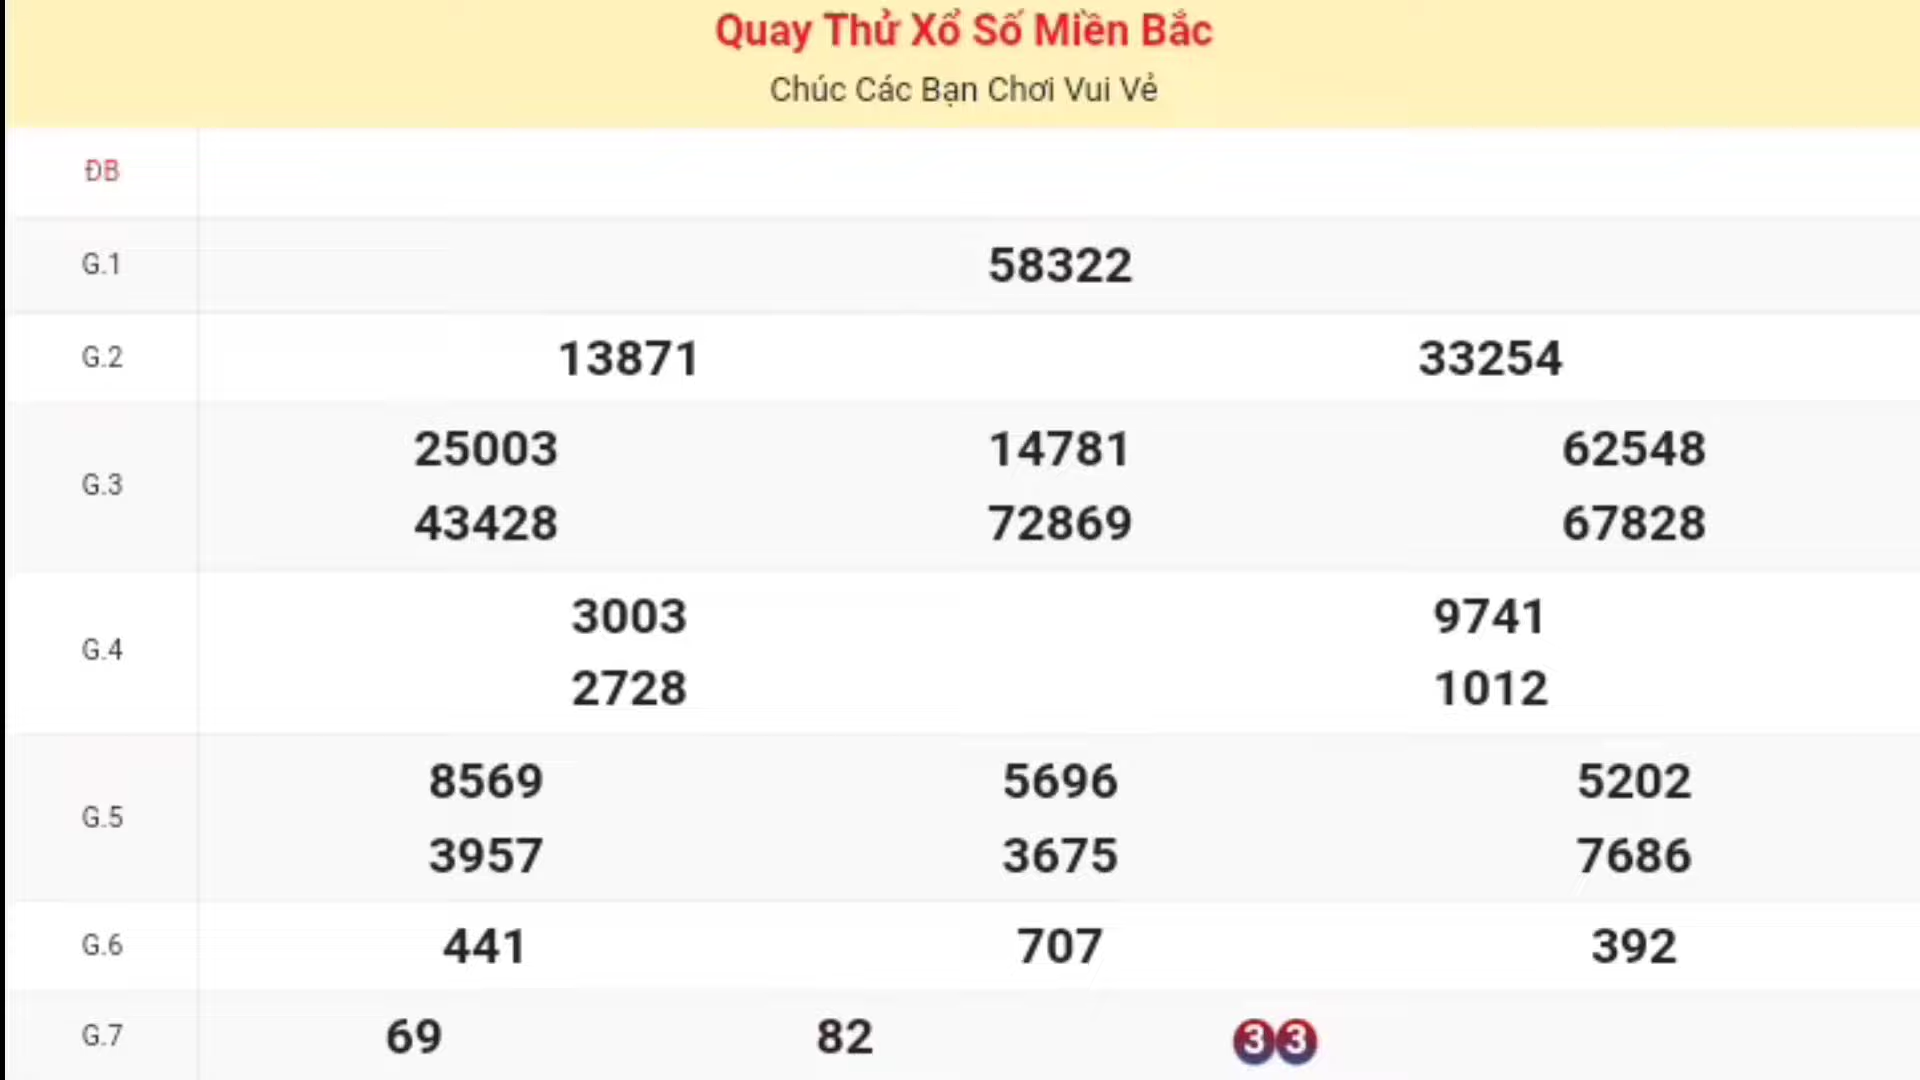 Quay Thử Xổ Số Miền Bắc
Chúc Các Bạn Chơi Vui Vẻ
ĐB
G.1 58322
G.2 13871 33254
G.3 25003 14781 62548
43428 72869 67828
G.4 3003 9741
2728 1012
G.5 8569 5696 5202
3957 3675 7686
G.6 441 707 392
G.7 69 82 33